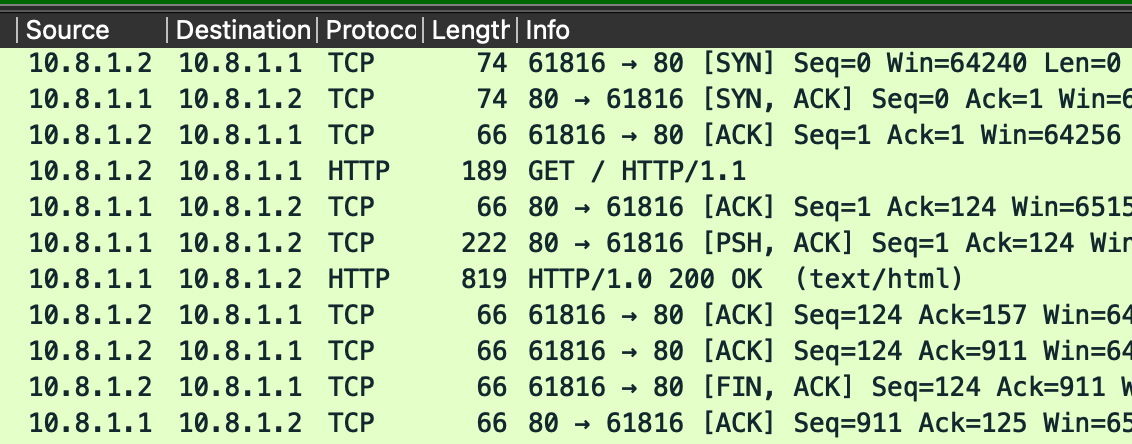 Source Destination Protoco Length Info
10.8.1.2 10.8.1.1 TCP 74 61816 → 80 [SYN] Seq=0 Win=64240 Len=0
10.8.1.1 10.8.1.2 TCP 74 80 → 61816 [SYN, ACK] Seq=0 Ack=1 Win=6
10.8.1.2 10.8.1.1 TCP 66 61816 → 80 [ACK] Seq=1 Ack=1 Win=64256
10.8.1.2 10.8.1.1 HTTP 189 GET / HTTP/1.1
10.8.1.1 10.8.1.2 TCP 66 80 → 61816 [ACK] Seq=1 Ack=124 Win=6515
10.8.1.1 10.8.1.2 TCP 222 80 → 61816 [PSH, ACK] Seq=1 Ack=124 Win
10.8.1.1 10.8.1.2 HTTP 819 HTTP/1.0 200 OK (text/html)
10.8.1.2 10.8.1.1 TCP 66 61816 → 80 [ACK] Seq=124 Ack=157 Win=64
10.8.1.2 10.8.1.1 TCP 66 61816 → 80 [ACK] Seq=124 Ack=911 Win=64
10.8.1.2 10.8.1.1 TCP 66 61816 → 80 [FIN, ACK] Seq=124 Ack=911 W
10.8.1.1 10.8.1.2 TCP 66 80 → 61816 [ACK] Seq=911 Ack=125 Win=65